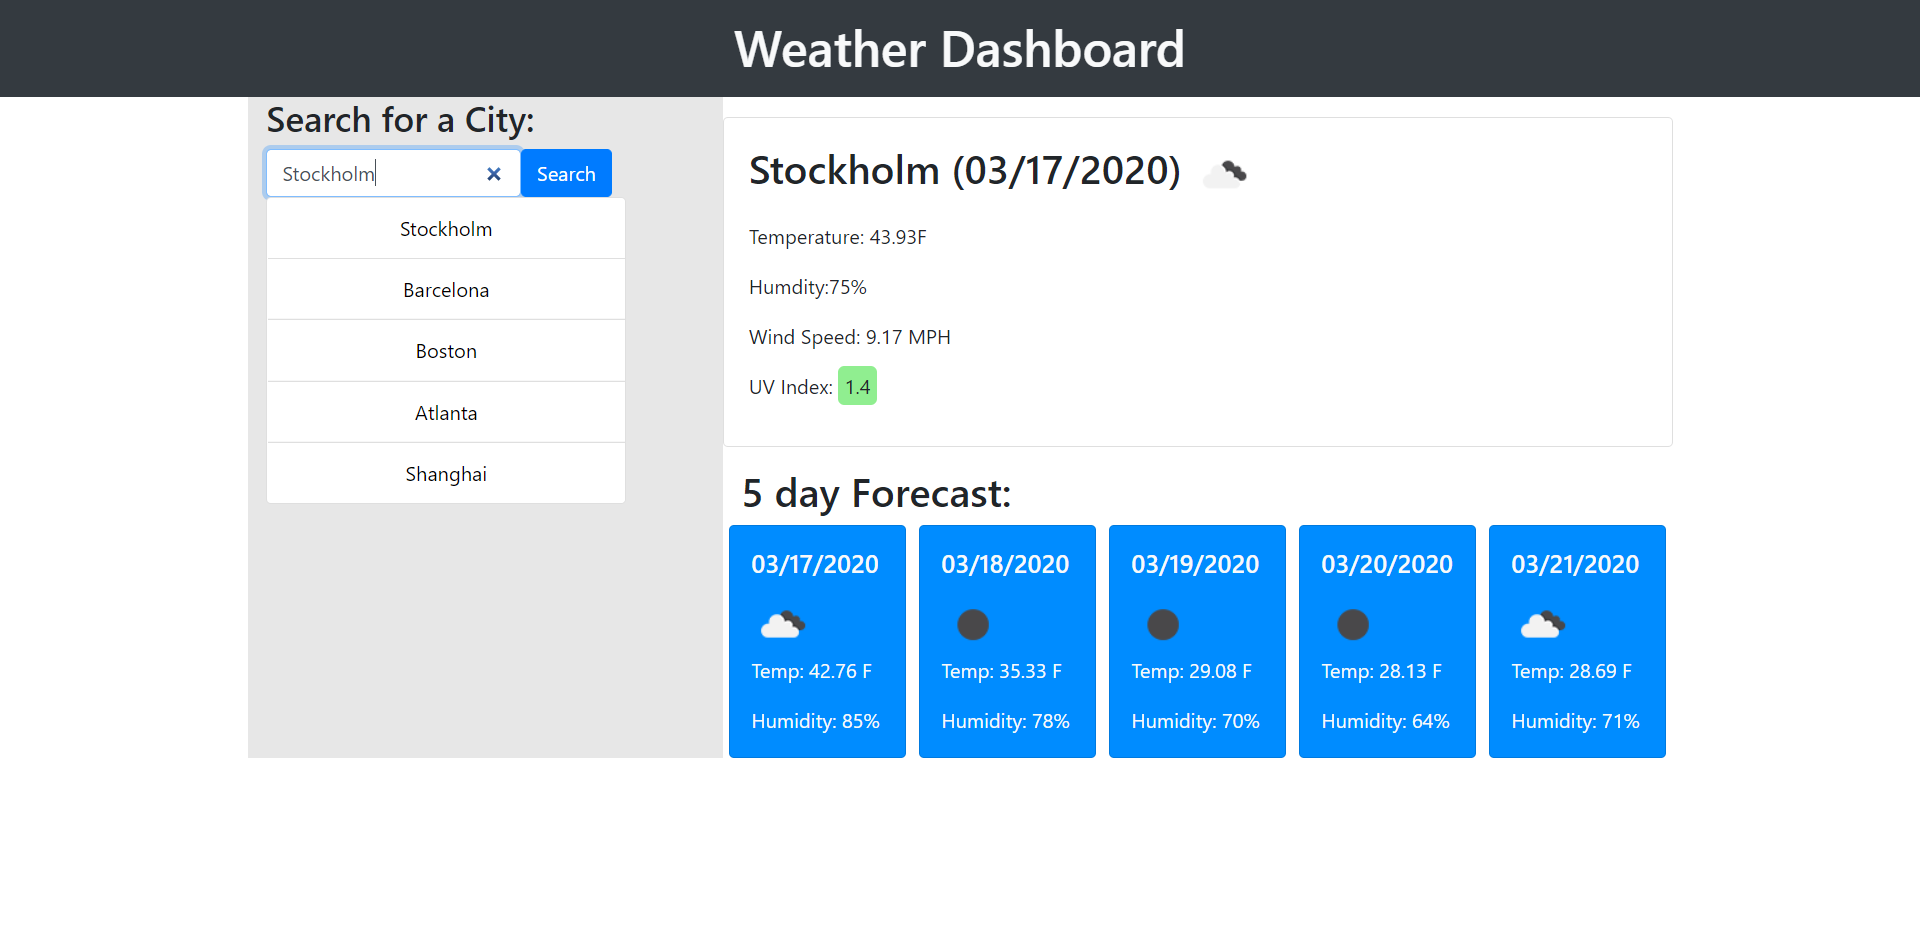 Weather Dashboard
Search for a City:
Stockholm
Search
Stockholm
Barcelona
Boston
Atlanta
Shanghai
Stockholm (03/17/2020)
Temperature: 43.93F
Humdity:75%
Wind Speed: 9.17 MPH
UV Index: 1.4
5 day Forecast:
03/17/2020
Temp: 42.76 F
Humidity: 85%
03/18/2020
Temp: 35.33 F
Humidity: 78%
03/19/2020
Temp: 29.08 F
Humidity: 70%
03/20/2020
Temp: 28.13 F
Humidity: 64%
03/21/2020
Temp: 28.69 F
Humidity: 71%